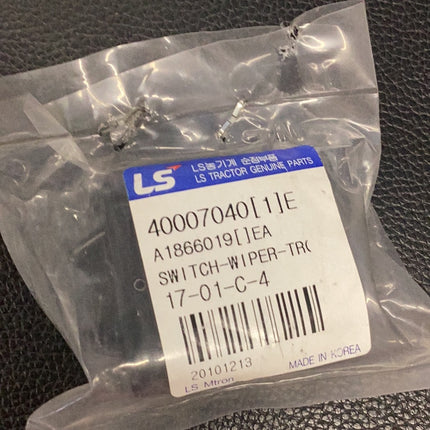 LS농기계 순정부품
LS TRACTOR GENUINE PARTS
LS
40007040[1]E
A1866019[]EA
SWITCH-WIPER-TR
17-01-C-4
20101213
MADE IN KOREA
LS Mtron